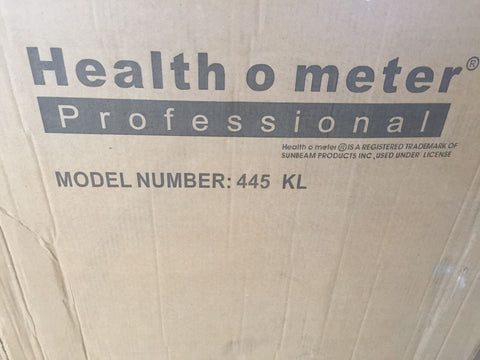 Health o meter®
Professional
Health o meter ® IS A REGISTERED TRADEMARK OF
SUNBEAM PRODUCTS INC ,USED UNDER LICENSE
MODEL NUMBER: 445 KL